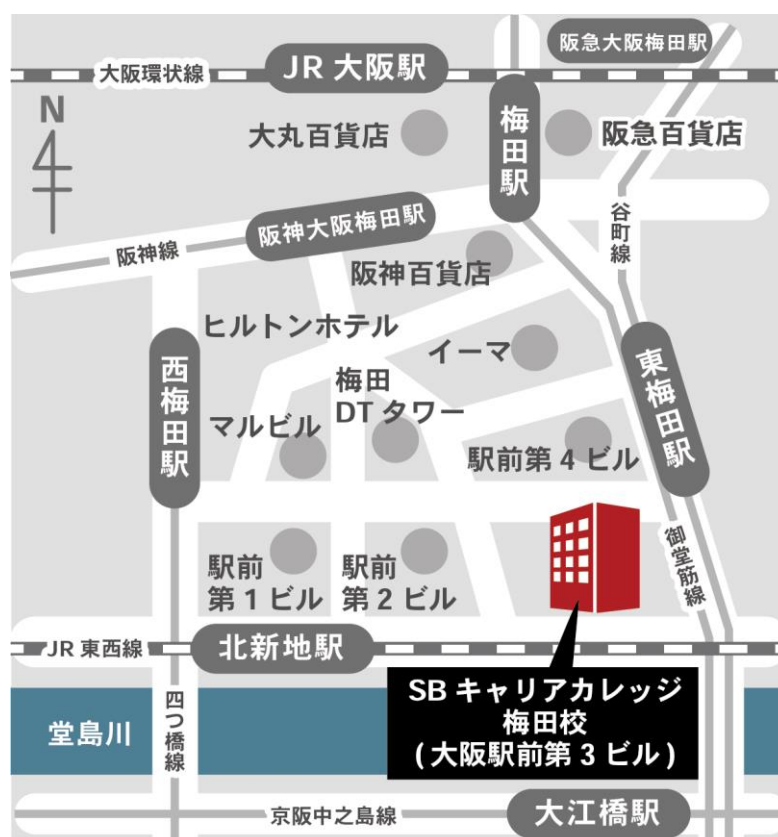 阪急大阪梅田駅
大阪環状線
JR 大阪駅
N
大丸百貨店
梅田駅
阪急百貨店
谷町線
阪神大阪梅田駅
阪神線
阪神百貨店
ヒルトンホテル
イーマ
西梅田駅
梅田
DT タワー
東梅田駅
マルビル
駅前第 4 ビル
御堂筋線
駅前
第 1 ビル
駅前
第 2 ビル
JR 東西線
北新地駅
SB キャリアカレッジ
梅田校
( 大阪駅前第 3 ビル )
堂島川
四つ橋線
京阪中之島線
大江橋駅